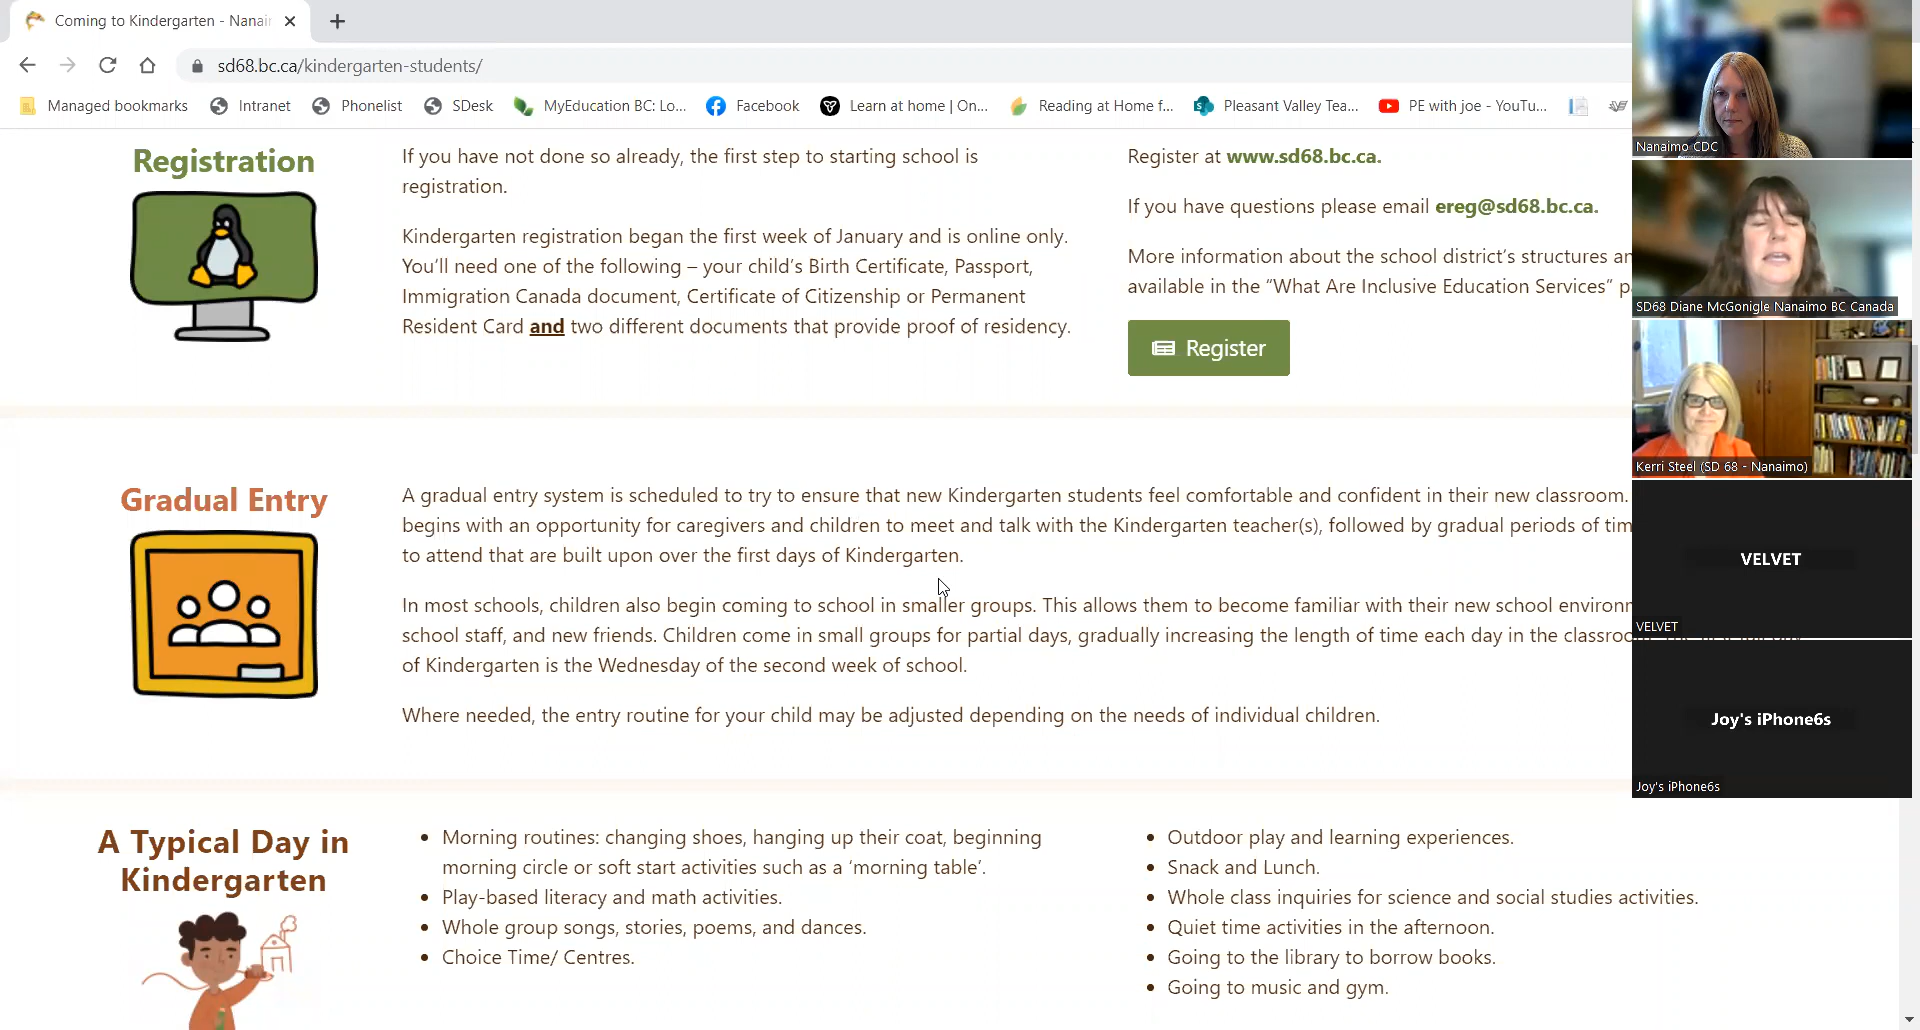 Coming to Kindergarten - Nanai
sd68.bc.ca/kindergarten-students/
Managed bookmarks
Intranet
Phonelist
SDesk
MyEducation BC: Lo...
Facebook
Learn at home | On...
Reading at Home f...
Pleasant Valley Tea...
PE with joe - YouTu...
Registration
If you have not done so already, the first step to starting school is
registration.
Kindergarten registration began the first week of January and is online only.
You'll need one of the following – your child's Birth Certificate, Passport,
Immigration Canada document, Certificate of Citizenship or Permanent
Resident Card and two different documents that provide proof of residency.
Register at www.sd68.bc.ca.
If you have questions please email ereg@sd68.bc.ca.
More information about the school district's structures an
available in the “What Are Inclusive Education Services” p
Register
Gradual Entry
A gradual entry system is scheduled to try to ensure that new Kindergarten students feel comfortable and confident in their new classroom.
begins with an opportunity for caregivers and children to meet and talk with the Kindergarten teacher(s), followed by gradual periods of tim
to attend that are built upon over the first days of Kindergarten.
In most schools, children also begin coming to school in smaller groups. This allows them to become familiar with their new school environ
school staff, and new friends. Children come in small groups for partial days, gradually increasing the length of time each day in the classroo
of Kindergarten is the Wednesday of the second week of school.
Where needed, the entry routine for your child may be adjusted depending on the needs of individual children.
A Typical Day in
Kindergarten
• Morning routines: changing shoes, hanging up their coat, beginning
morning circle or soft start activities such as a ‘morning table’.
• Play-based literacy and math activities.
• Whole group songs, stories, poems, and dances.
• Choice Time/ Centres.
• Outdoor play and learning experiences.
• Snack and Lunch.
• Whole class inquiries for science and social studies activities.
• Quiet time activities in the afternoon.
• Going to the library to borrow books.
• Going to music and gym.
Nanaimo CDC
SD68 Diane McGonigle Nanaimo BC Canada
Kerri Steel (SD 68 - Nanaimo)
VELVET
VELVET
Joy's iPhone6s
Joy's iPhone6s